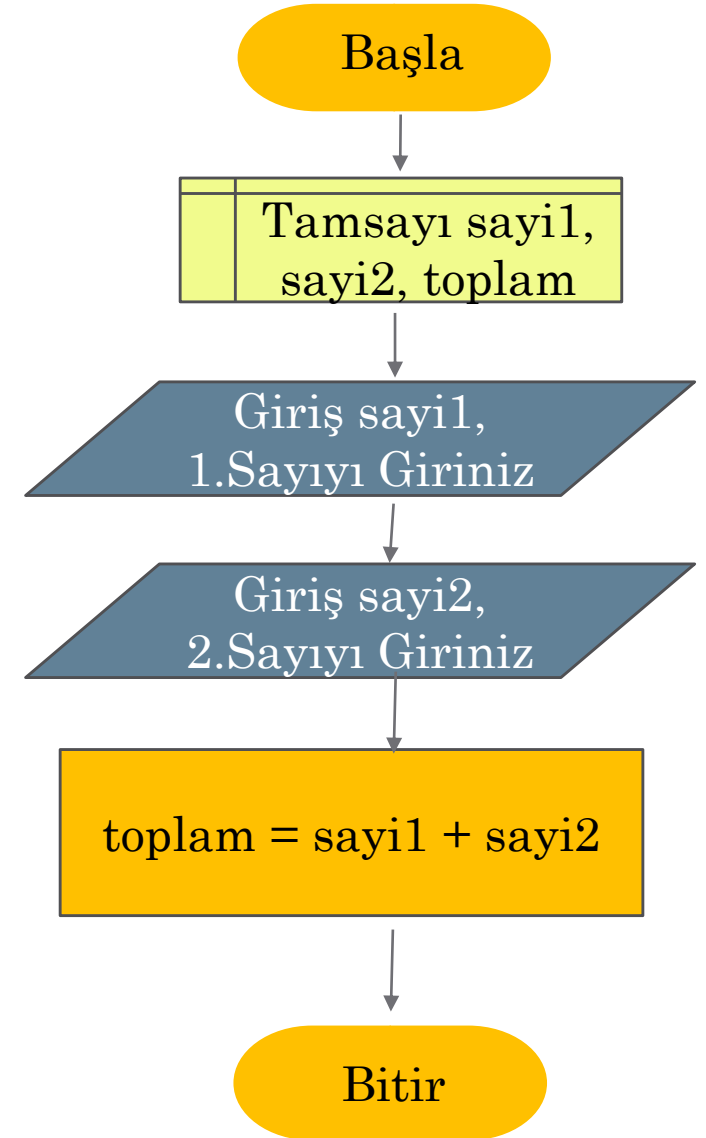 Başla
Tamsayı sayi1,
sayi2, toplam
Giriş sayi1,
1.Sayıyı Giriniz
Giriş sayi2,
2.Sayıyı Giriniz
toplam = sayi1 + sayi2
Bitir